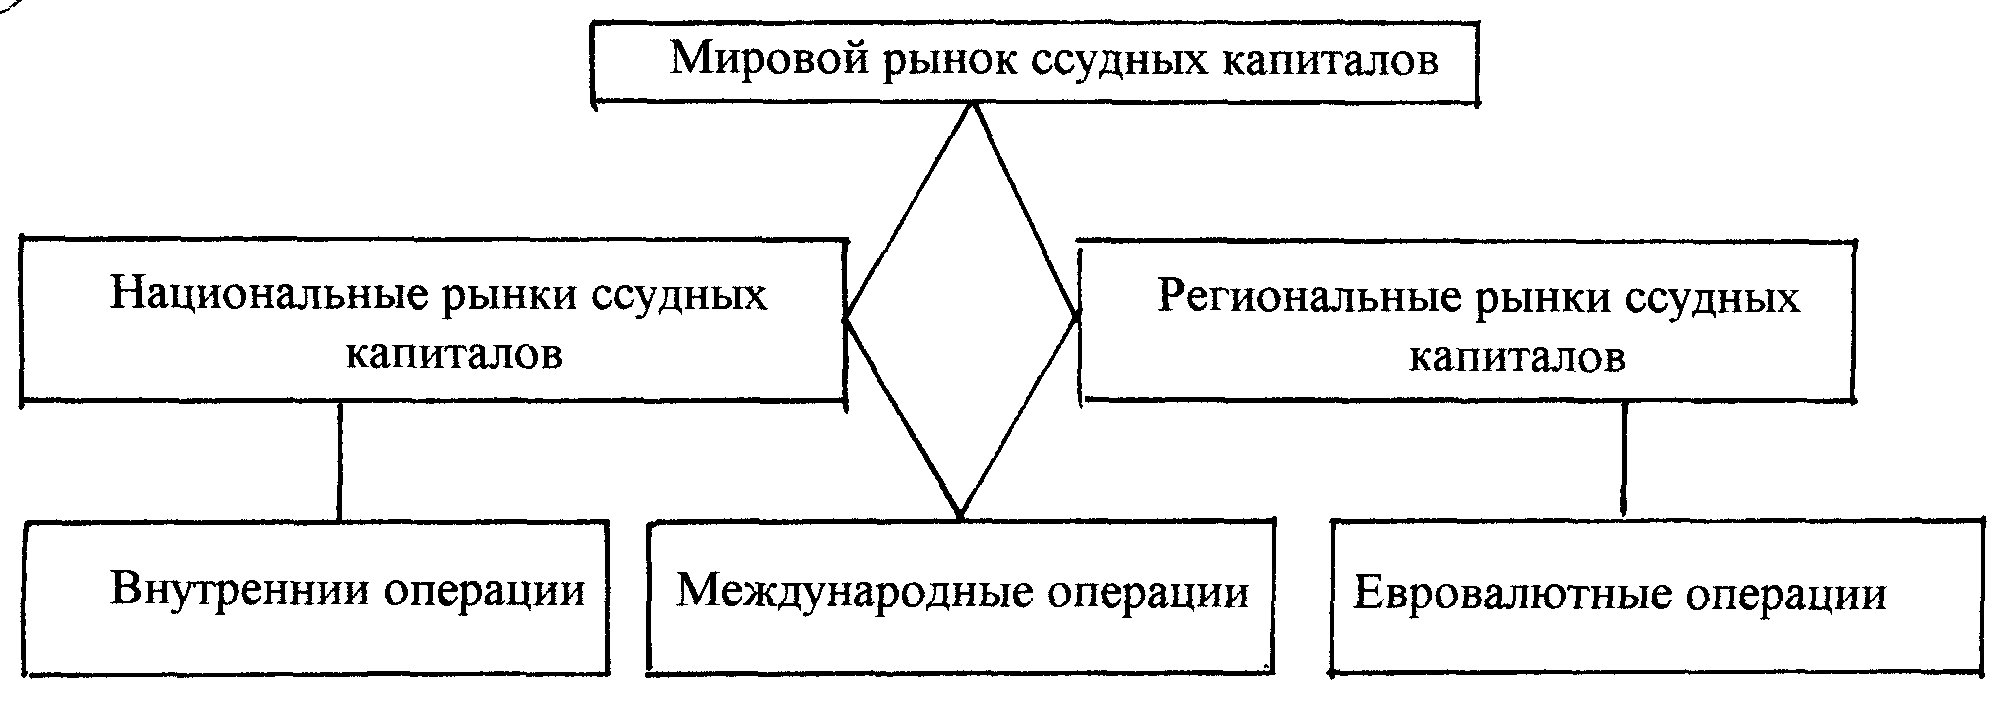 Мировой рынок ссудных капиталов
Национальные рынки ссудных
капиталов
Региональные рынки ссудных
капиталов
Внутреннии операции
Международные операции
Евровалютные операции